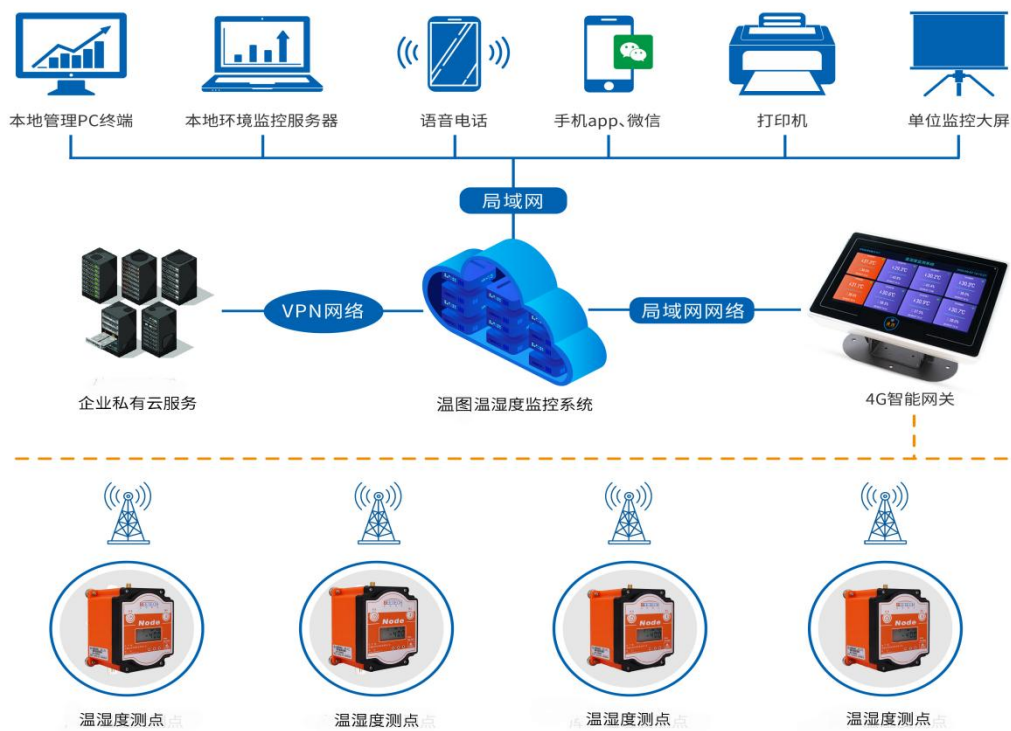 本地管理PC终端
本地环境监控服务器
语音电话
手机app、微信
打印机
单位监控大屏
局域网
VPN网络
局域网网络
企业私有云服务
温图温湿度监控系统
4G智能网关
Node
Node
Node
Node
温湿度测点
温湿度测点
温湿度测点
温湿度测点